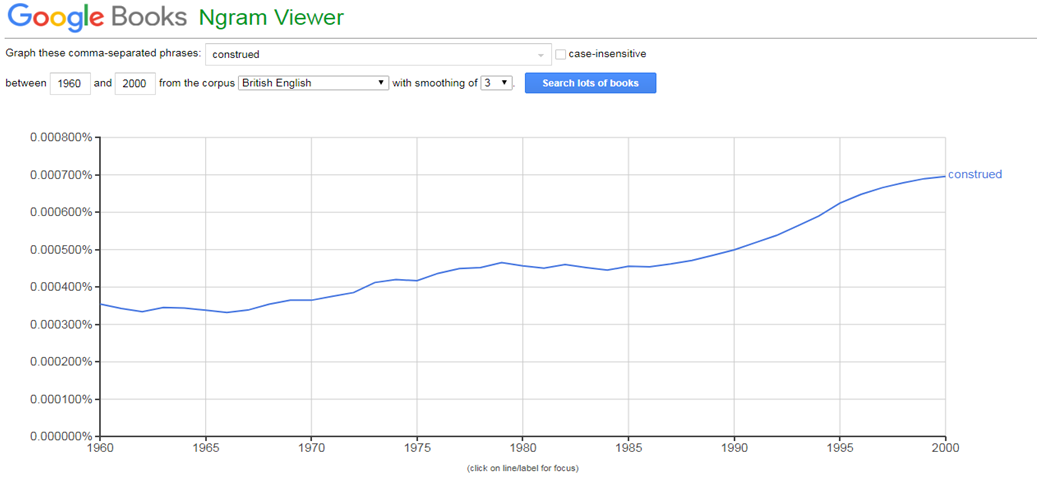 Google Books Ngram Viewer
Graph these comma-separated phrases: construed case-insensitive
between 1960 and 2000 from the corpus British English with smoothing of 3 . Search lots of books
0.000800%
0.000700%
construed
0.000600%
0.000500%
0.000400%
0.000300%
0.000200%
0.000100%
0.000000%
1960 1965 1970 1975 1980 1985 1990 1995 2000
(click on line/label for focus)